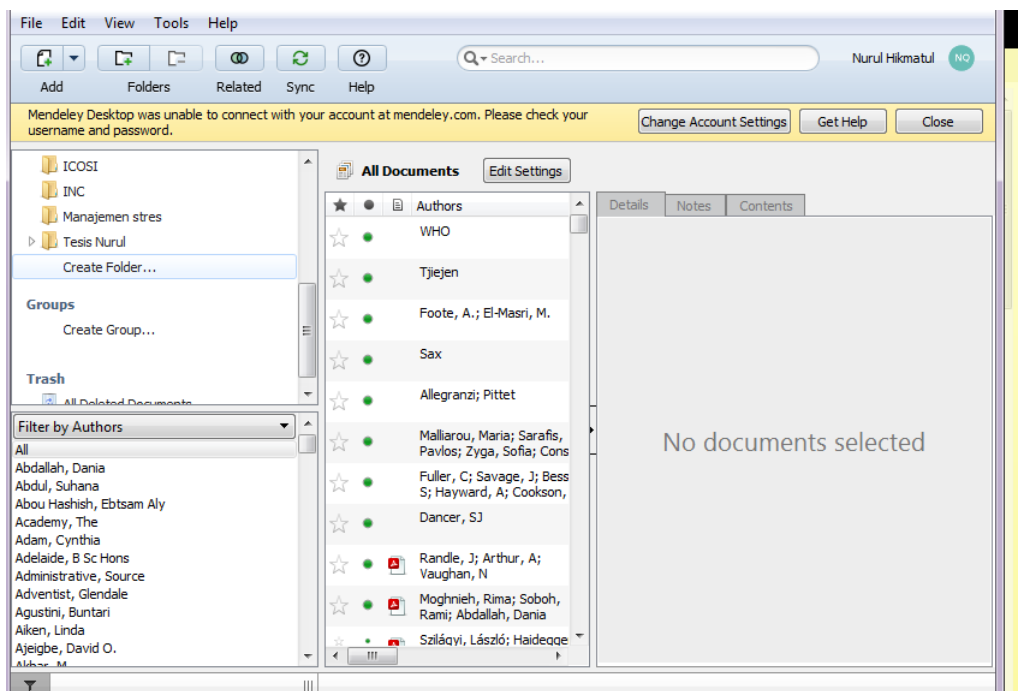 File Edit View Tools Help
Search...
Nurul Hikmatul NQ
Add Folders Related Sync Help
Mendeley Desktop was unable to connect with your account at mendeley.com. Please check your
username and password.
Change Account Settings Get Help Close
ICOSI
INC
Manajemen stres
Tesis Nurul
Create Folder...
Groups
Create Group...
Trash
All Deleted Documents
Filter by Authors
All
Abdallah, Dania
Abdul, Suhana
Abou Hashish, Ebtsam Aly
Academy, The
Adam, Cynthia
Adelaide, B Sc Hons
Administrative, Source
Adventist, Glendale
Agustini, Buntari
Aiken, Linda
Ajeigbe, David O.
Akbar, M
All Documents Edit Settings
Authors
WHO
Tjiejen
Foote, A.; El-Masri, M.
Sax
Allegranzi; Pittet
Malliarou, Maria; Sarafis,
Pavlos; Zyga, Sofia; Cons
Fuller, C; Savage, J; Bess
S; Hayward, A; Cookson,
Dancer, SJ
Randle, J; Arthur, A;
Vaughan, N
Moghnieh, Rima; Soboh,
Rami; Abdallah, Dania
Szilágyi, László; Haidegge
Details Notes Contents
No documents selected